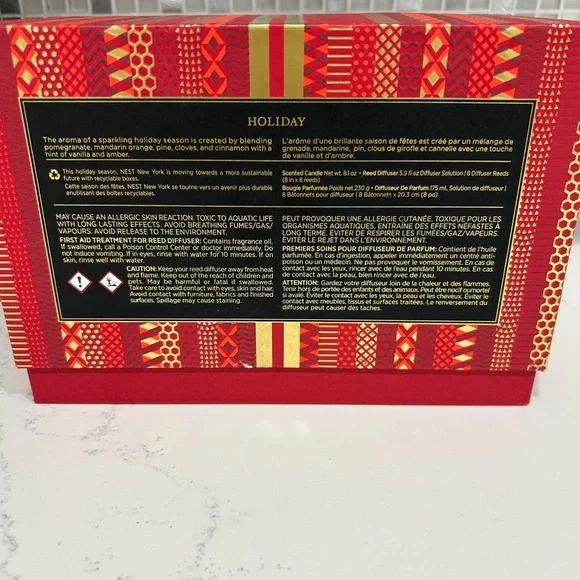 HOLIDAY
The aroma of a sparkling holiday season is created by blending
pomegranate, mandarin orange, pine, cloves, and cinnamon with a
hint of vanilla and amber.
This holiday season, NEST New York is moving towards a more sustainable
future with recyclable boxes.
Cette saison des fêtes, NEST New York se tourne vers un avenir plus durable
enutilisant des boîtes recyclables.
L'arôme d'une brillante saison de fêtes est créé par un mélange de
grenade, mandarine, pin, clous de girofle et cannelle avec une touche
de vanille et d'ambre.
Scented Candle Net wt. 8.1 oz • Reed Diffuser 5.9 fl oz Diffuser Solution | 8 Diffuser Reeds
(8 in x 8 reeds)
Bougie Parfumée Poids net 230 g • Diffuseur De Parfum 175 mL, Solution de diffuseur |
8 Bâtonnets pour diffuseur | 8 Bâtonnets x 20.3 cm (8 po)
MAY CAUSE AN ALLERGIC SKIN REACTION. TOXIC TO AQUATIC LIFE
WITH LONG LASTING EFFECTS. AVOID BREATHING FUMES/GAS/
VAPOURS. AVOID RELEASE TO THE ENVIRONMENT.
FIRST AID TREATMENT FOR REED DIFFUSER: Contains fragrance oil.
If swallowed, call a Poison Control Center or doctor immediately. Do
not induce vomiting. If in eyes, rinse with water for 10 minutes. If on
skin, rinse well with water.
CAUTION: Keep your reed diffuser away from heat
and flame. Keep out of the reach of children and
pets. May be harmful or fatal if swallowed.
Take care to avoid contact with eyes, skin and hair.
Avoid contact with furniture, fabrics and finished
surfaces. Spillage may cause staining.
PEUT PROVOQUER UNE ALLERGIE CUTANÉE. TOXIQUE POUR LES
ORGANISMES AQUATIQUES, ENTRAÎNE DES EFFETS NÉFASTES À
LONG TERME. ÉVITER DE RESPIRER LES FUMÉES/GAZ/VAPEURS.
ÉVITER LE REJET DANS L'ENVIRONNEMENT.
PREMIERS SOINS POUR DIFFUSEUR DE PARFUM: Contient de l'huile
parfumée. En cas d'ingestion, appeler immédiatement un centre anti-
poison ou un médecin. Ne pas provoquer le vomissement. En cas de
contact avec les yeux, rincer avec de l'eau pendant 10 minutes. En cas
de contact avec la peau, bien rincer avec de l'eau.
ATTENTION: Gardez votre diffuseur loin de la chaleur et des flammes.
Tenir hors de portée des enfants et des animaux. Peut être nocif oumortel
si avalé. Éviter le contact avec les yeux, la peau et les cheveux. Éviter le
contact avec meubles, tissus et surfaces traitées. Le renversement du
diffuseur peut causer des taches.